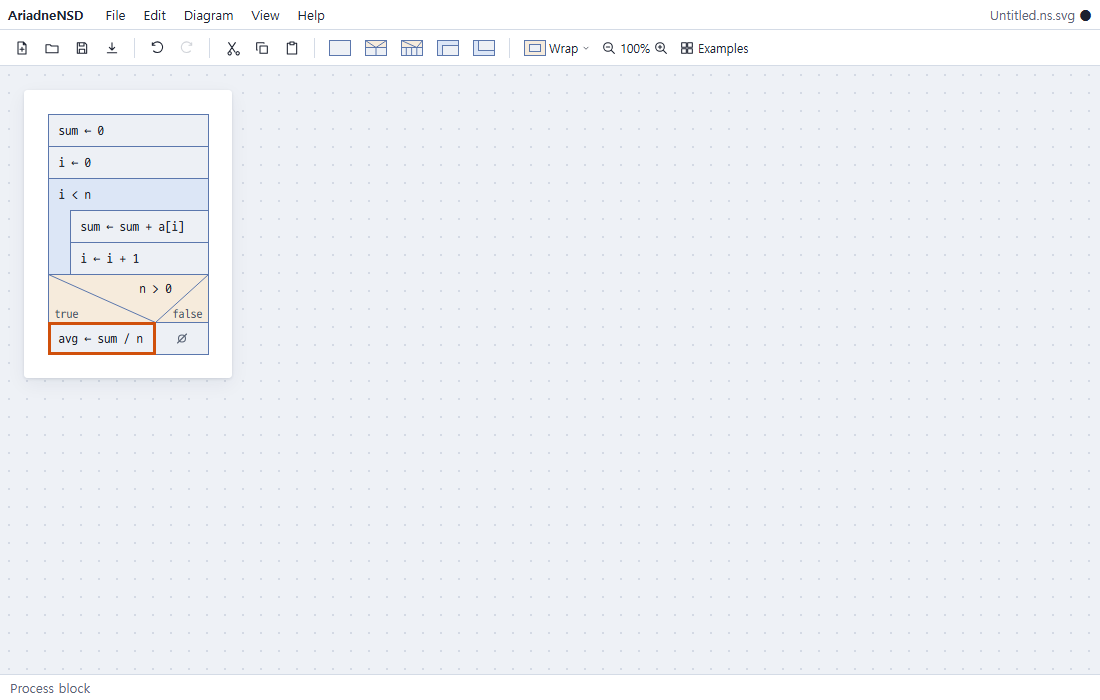 AriadneNSD File Edit Diagram View Help Untitled.ns.svg
Wrap 100% Examples
sum ← 0
i ← 0
i < n
sum ← sum + a[i]
i ← i + 1
n > 0
true false
avg ← sum / n ∅
Process block